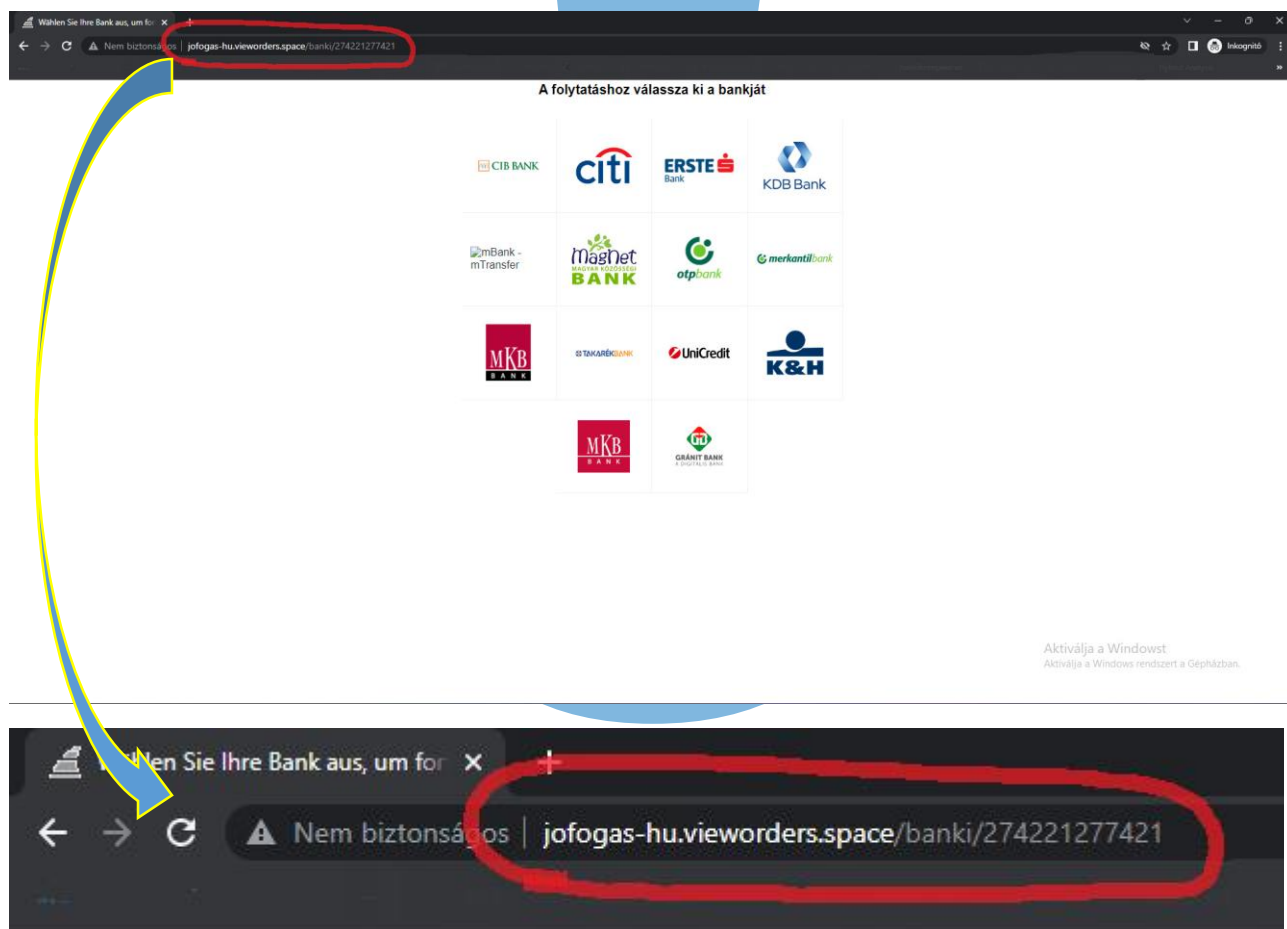 Wählen Sie Ihre Bank aus, um for
Nem biztonságos | jofogas-hu.vieworders.space/banki/274221277421
Inkognitó
A folytatáshoz válassza ki a bankját
CIB BANK
citi
ERSTE
Bank
KDB Bank
mBank -
mTransfer
MagNet
MAGYAR KÖZÖSSÉGI
BANK
otpbank
merkantilbank
MKB
BANK
TAKARÉKBANK
UniCredit
K&H
MKB
BANK
GRÁNIT BANK
A DIGITÁLIS BANK
Aktiválja a Windowst
Aktiválja a Windows rendszert a Gépházban.
Wählen Sie Ihre Bank aus, um for
Nem biztonságos | jofogas-hu.vieworders.space/banki/274221277421